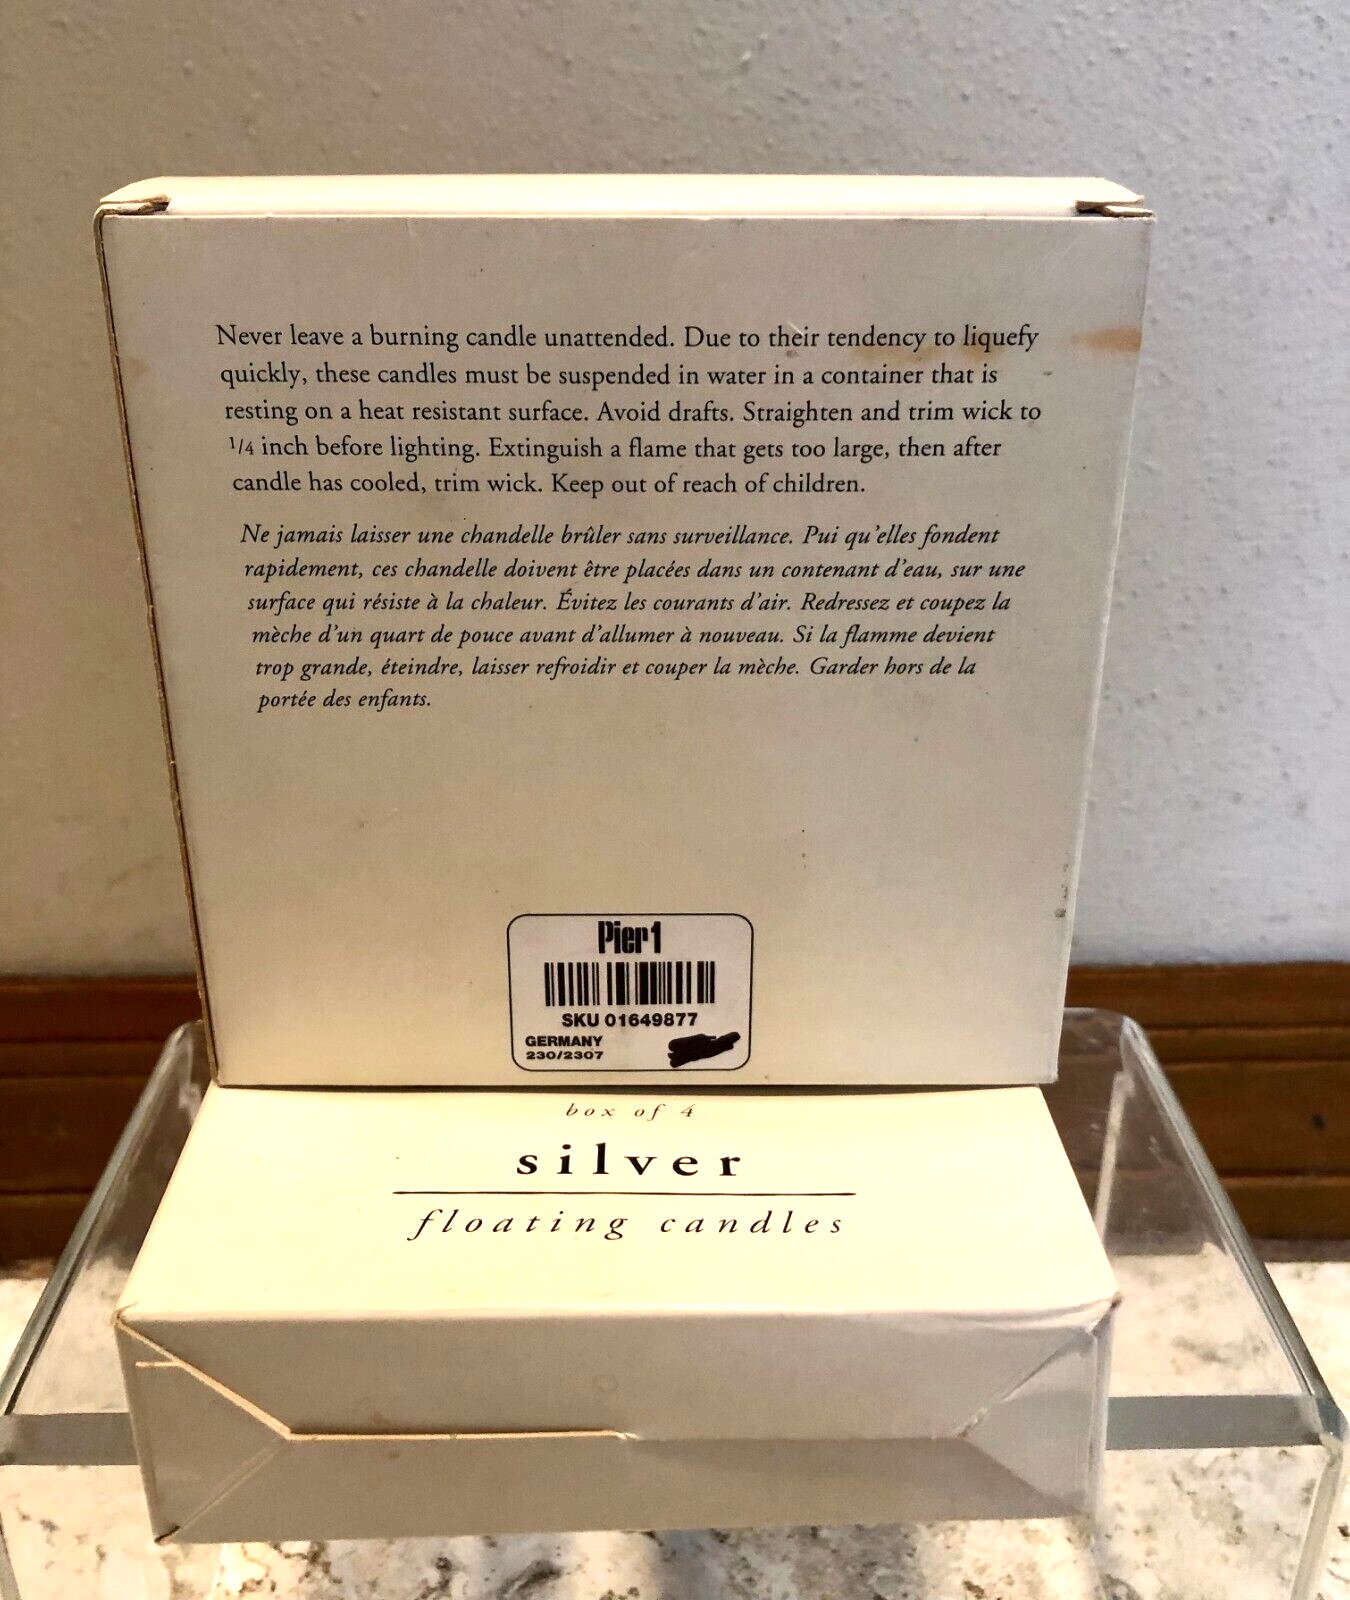 Never leave a burning candle unattended. Due to their tendency to liquefy
quickly, these candles must be suspended in water in a container that is
resting on a heat resistant surface. Avoid drafts. Straighten and trim wick to
1/4 inch before lighting. Extinguish a flame that gets too large, then after
candle has cooled, trim wick. Keep out of reach of children.
Ne jamais laisser une chandelle brûler sans surveillance. Pui qu'elles fondent
rapidement, ces chandelle doivent être placées dans un contenant d'eau, sur une
surface qui résiste à la chaleur. Évitez les courants d'air. Redressez et coupez la
mèche d'un quart de pouce avant d'allumer à nouveau. Si la flamme devient
trop grande, éteindre, laisser refroidir et couper la mèche. Garder hors de la
portée des enfants.
Pier 1
SKU 01649877
GERMANY
230/2307
box of 4
silver
floating candles